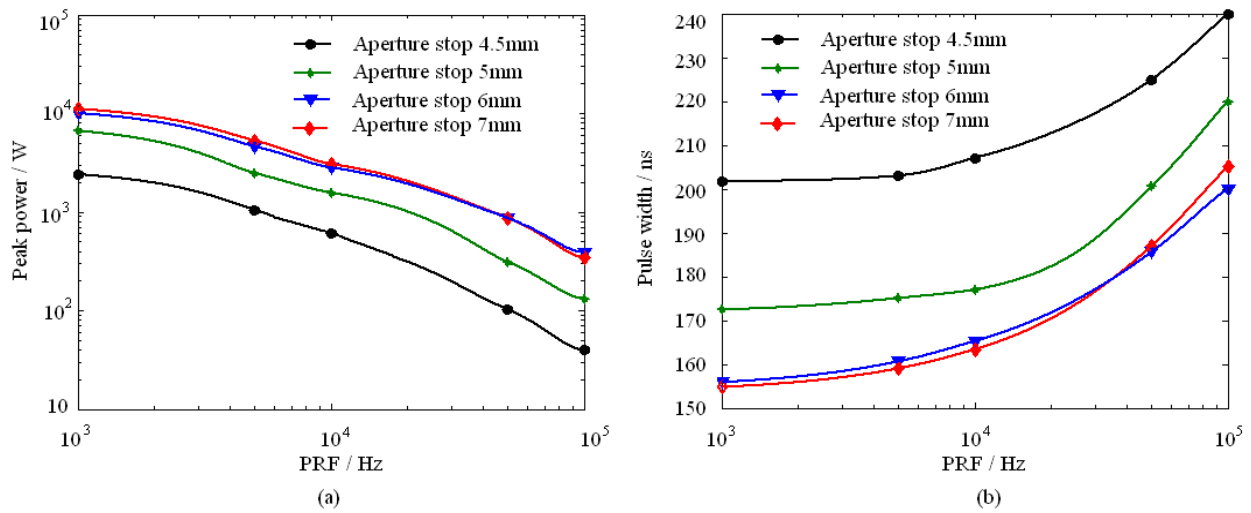 10^5
10^4
10^3
10^2
10
Peak power / W
Aperture stop 4.5mm
Aperture stop 5mm
Aperture stop 6mm
Aperture stop 7mm
10^3 10^4 10^5
PRF / Hz
(a)
240
230
220
210
206
200
190
180
170
160
150
Pulse width / ns
Aperture stop 4.5mm
Aperture stop 5mm
Aperture stop 6mm
Aperture stop 7mm
10^3 10^4 10^5
PRF / Hz
(b)